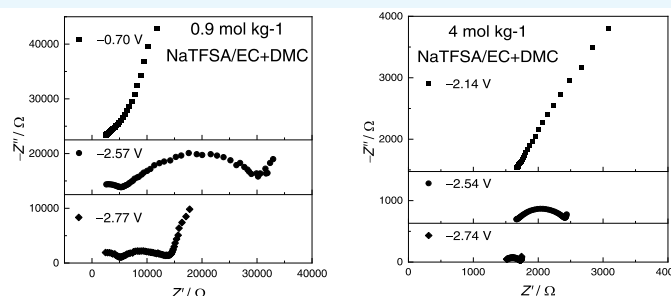 0.9 mol kg-1
NaTFSA/EC+DMC
−0.70 V
−2.57 V
−2.77 V
40000
30000
20000
10000
0
−Z''/ Ω
0 10000 20000 30000 40000
Z'/ Ω
4 mol kg-1
NaTFSA/EC+DMC
−2.14 V
−2.54 V
−2.74 V
4000
3000
2000
1000
0
−Z''/ Ω
0 1000 2000 3000 400
Z'/ Ω